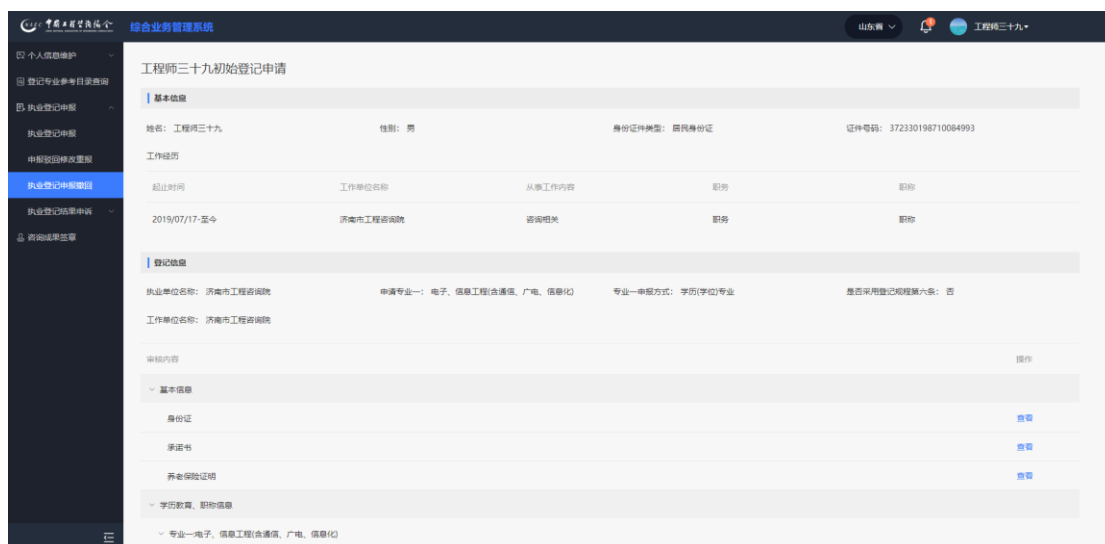 中国工程咨询协会 综合业务管理系统 山东省 工程师三十九
个人信息维护
登记专业参考目录查询
执业登记申报
执业登记申报
申报驳回修改重报
执业登记申报撤回
执业登记结果申诉
咨询成果签章
工程师三十九初始登记申请
基本信息
姓名: 工程师三十九 性别: 男 身份证件类型: 居民身份证 证件号码: 372330198710084993
工作经历
起止时间 工作单位名称 从事工作内容 职务 职称
2019/07/17-至今 济南市工程咨询院 咨询相关 职务 职称
登记信息
执业单位名称: 济南市工程咨询院 申请专业一: 电子、信息工程(含通信、广电、信息化) 专业一申报方式: 学历(学位)专业 是否采用登记规程第六条: 否
工作单位名称: 济南市工程咨询院
审核内容 操作
基本信息
身份证 查看
承诺书 查看
养老保险证明 查看
学历教育、职称信息
专业一:电子、信息工程(含通信、广电、信息化)